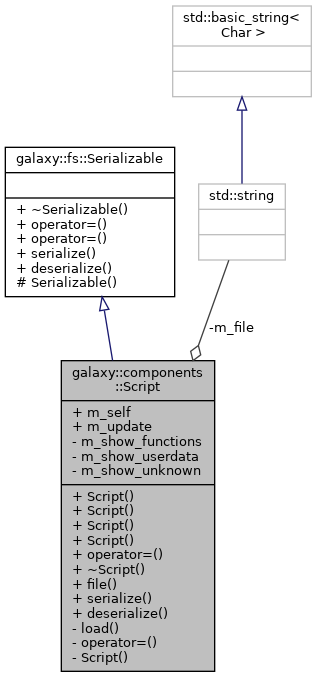 std::basic_string<
Char >
galaxy::fs::Serializable
+ ~Serializable()
+ operator=()
+ operator=()
+ serialize()
+ deserialize()
# Serializable()
std::string
-m_file
galaxy::components
::Script
+ m_self
+ m_update
- m_show_functions
- m_show_userdata
- m_show_unknown
+ Script()
+ Script()
+ Script()
+ Script()
+ operator=()
+ ~Script()
+ file()
+ serialize()
+ deserialize()
- load()
- operator=()
- Script()